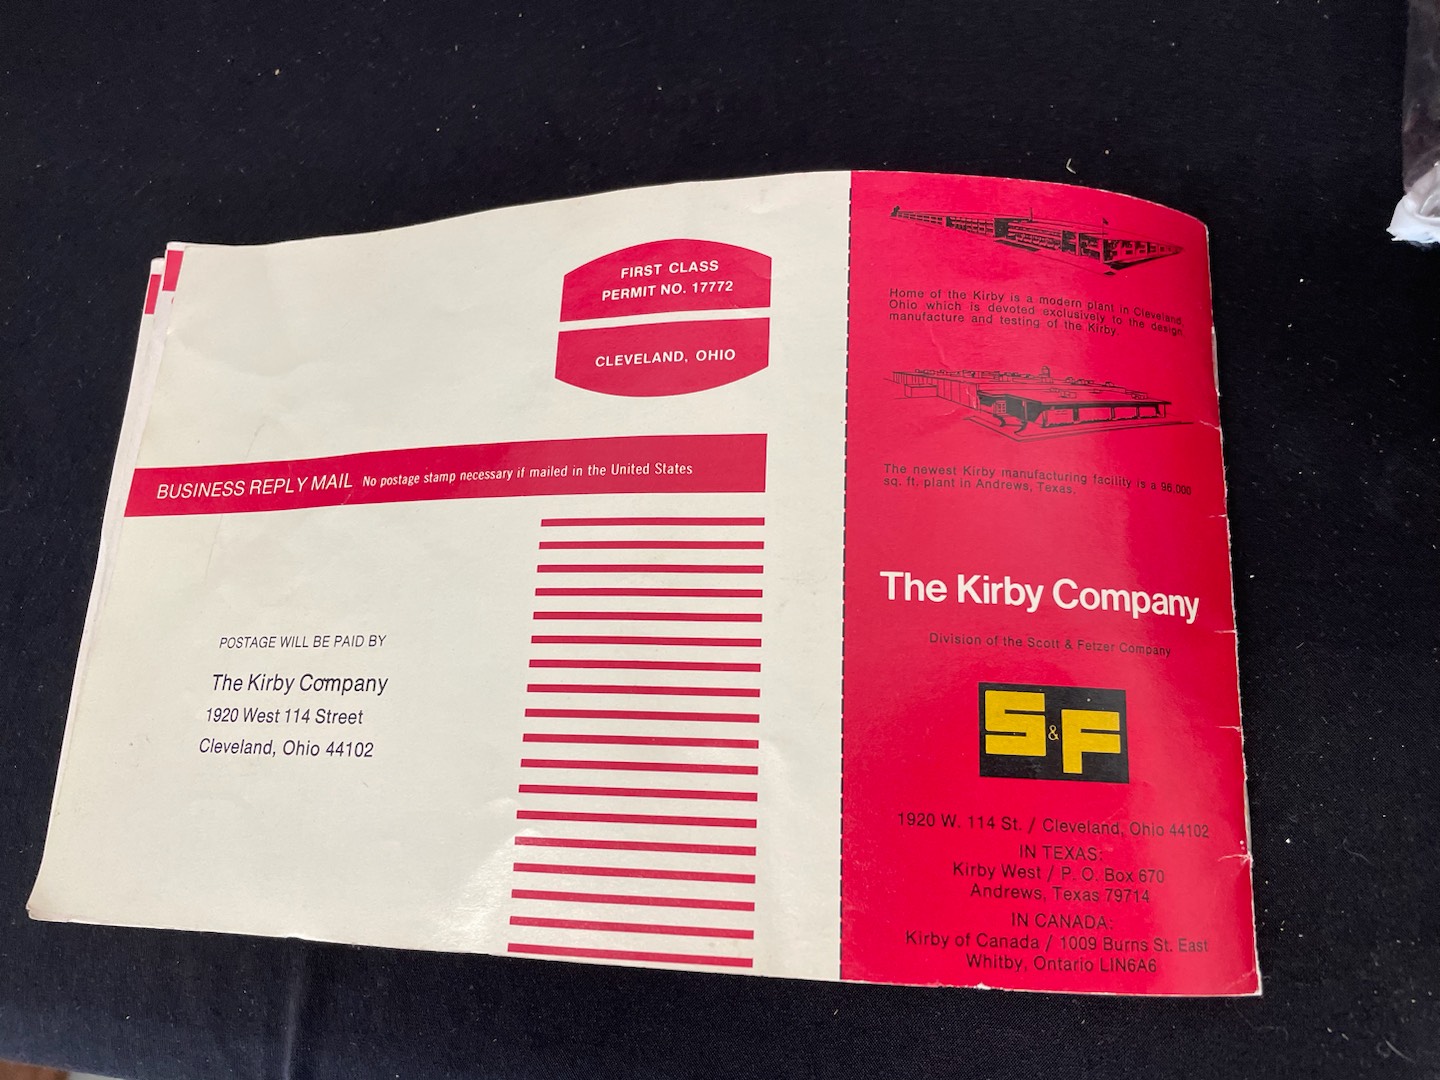 FIRST CLASS
PERMIT NO. 17772
CLEVELAND, OHIO
BUSINESS REPLY MAIL No postage stamp necessary if mailed in the United States
POSTAGE WILL BE PAID BY
The Kirby Company
1920 West 114 Street
Cleveland, Ohio 44102
Home of the Kirby is a modern plant in Cleveland,
Ohio which is devoted exclusively to the design
manufacture and testing of the Kirby.
The newest Kirby manufacturing facility is a 96,000
sq. ft. plant in Andrews, Texas.
The Kirby Company
Division of the Scott & Fetzer Company
S&F
1920 W. 114 St. / Cleveland, Ohio 44102
IN TEXAS:
Kirby West / P. O. Box 670
Andrews, Texas 79714
IN CANADA:
Kirby of Canada / 1009 Burns St. East
Whitby, Ontario LIN6A6